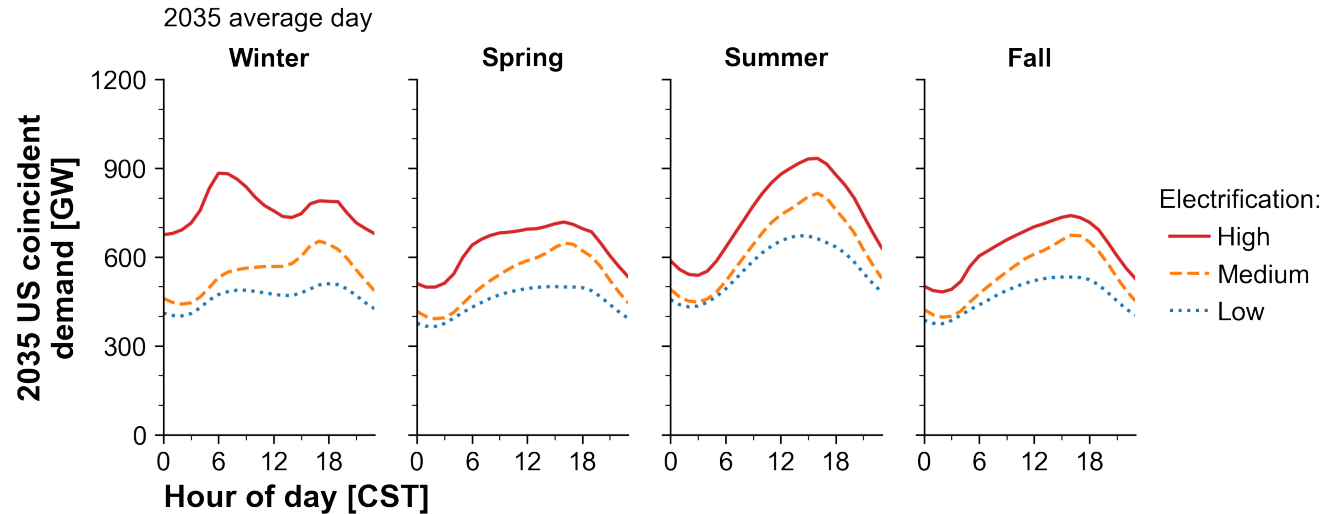 2035 average day
Winter
Spring
Summer
Fall
2035 US coincident
demand [GW]
1200
900
600
300
0
0 6 12 18
0 6 12 18
0 6 12 18
0 6 12 18
Hour of day [CST]
Electrification:
High
Medium
Low